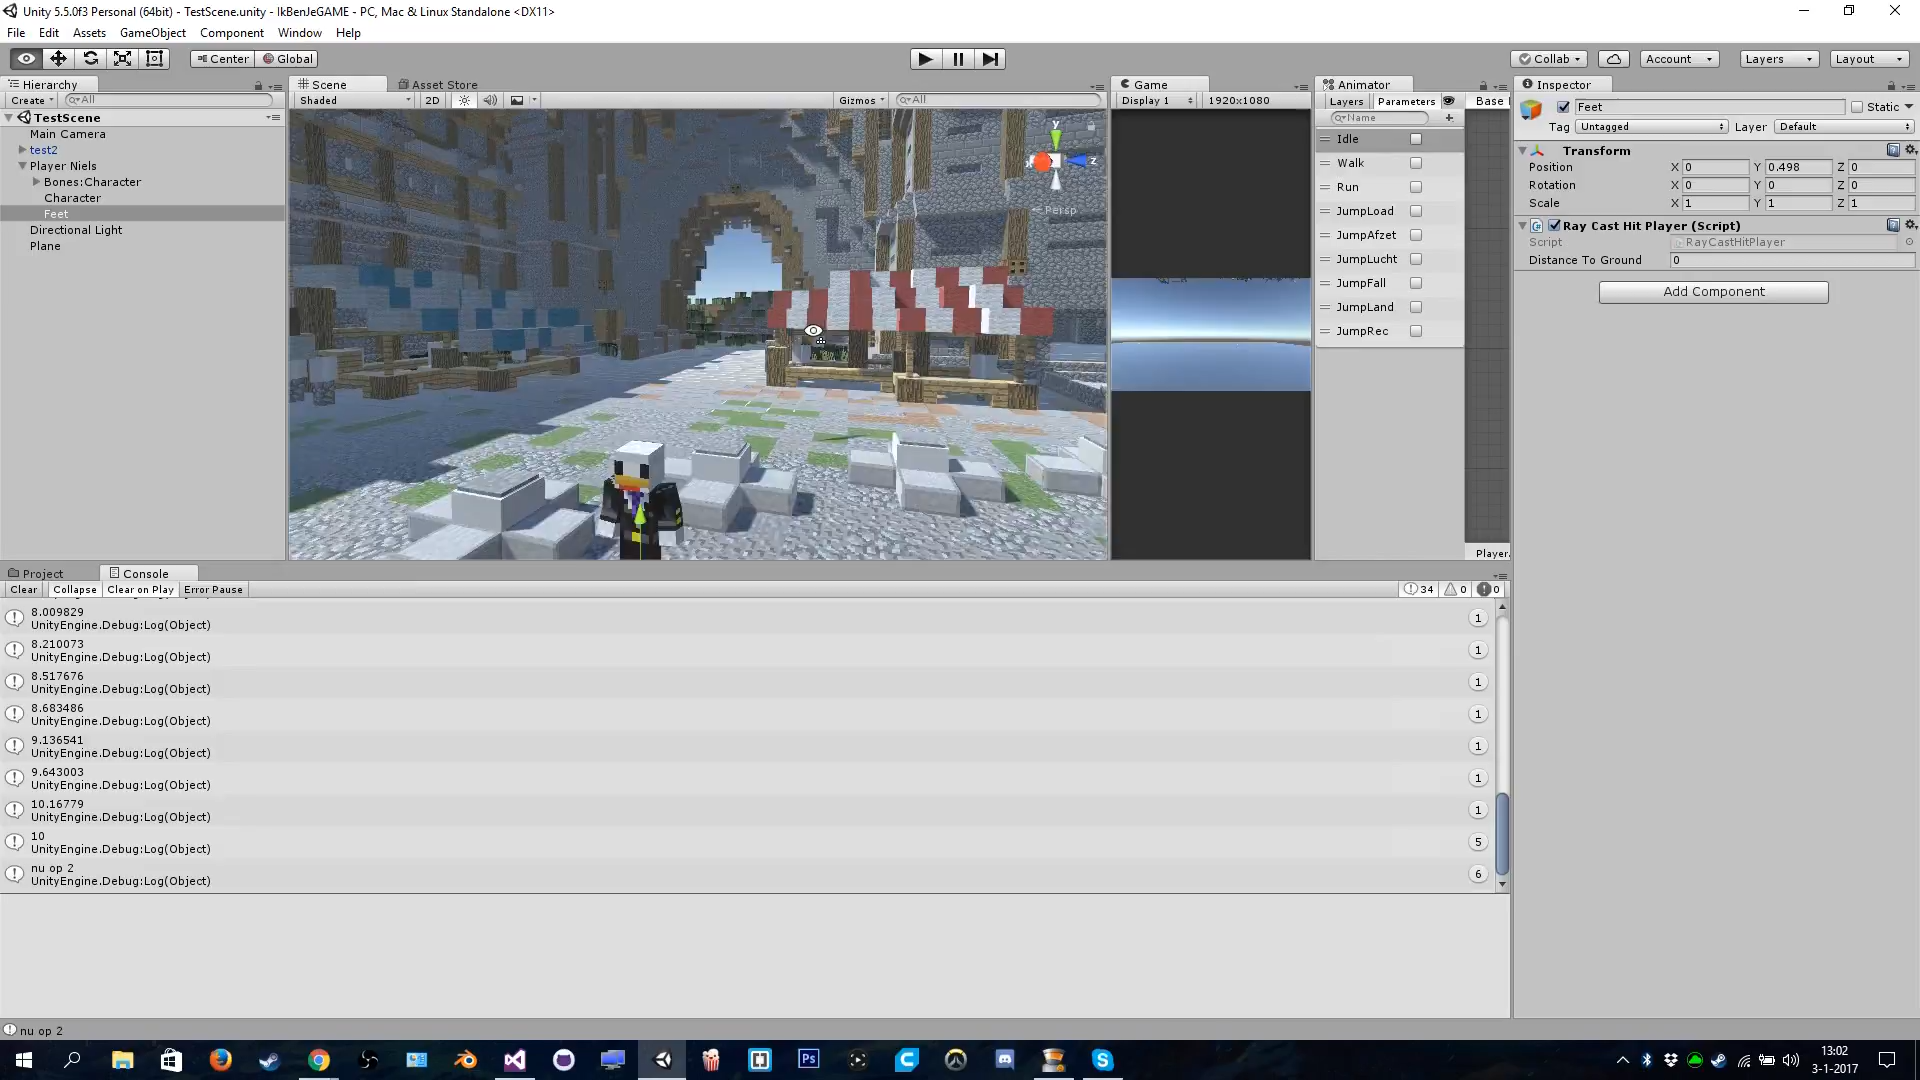 Unity 5.5.0f3 Personal (64bit) - TestScene.unity - IkBenJeGAME - PC, Mac & Linux Standalone <DX11>
File Edit Assets GameObject Component Window Help
Center Global Collab Account Layers Layout
Hierarchy
Create All
TestScene
Main Camera
test2
Player Niels
Bones:Character
Character
Feet
Directional Light
Plane
Scene Asset Store
Shaded 2D Gizmos All
y
x z
Persp
Game
Display 1 1920x1080
Animator
Layers Parameters Base
Name
Idle
Walk
Run
JumpLoad
JumpAfzet
JumpLucht
JumpFall
JumpLand
JumpRec
Player
Inspector
Feet Static
Tag Untagged Layer Default
Transform
Position X 0 Y 0.498 Z 0
Rotation X 0 Y 0 Z 0
Scale X 1 Y 1 Z 1
Ray Cast Hit Player (Script)
Script RayCastHitPlayer
Distance To Ground 0
Add Component
Project Console
Clear Collapse Clear on Play Error Pause 34 0 0
8.009829
UnityEngine.Debug:Log(Object) 1
8.210073
UnityEngine.Debug:Log(Object) 1
8.517676
UnityEngine.Debug:Log(Object) 1
8.683486
UnityEngine.Debug:Log(Object) 1
9.136541
UnityEngine.Debug:Log(Object) 1
9.643003
UnityEngine.Debug:Log(Object) 1
10.16779
UnityEngine.Debug:Log(Object) 1
10
UnityEngine.Debug:Log(Object) 5
nu op 2
UnityEngine.Debug:Log(Object) 6
nu op 2
Ps
13:02
3-1-2017